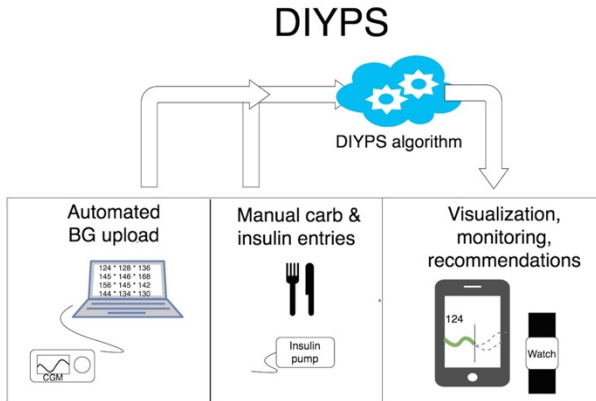 DIYPS
DIYPS algorithm
Automated
BG upload
124 * 128 * 136
145 * 146 * 168
156 * 145 * 142
144 * 134 * 130
CGM
Manual carb &
insulin entries
Insulin
pump
Visualization,
monitoring,
recommendations
124
Watch